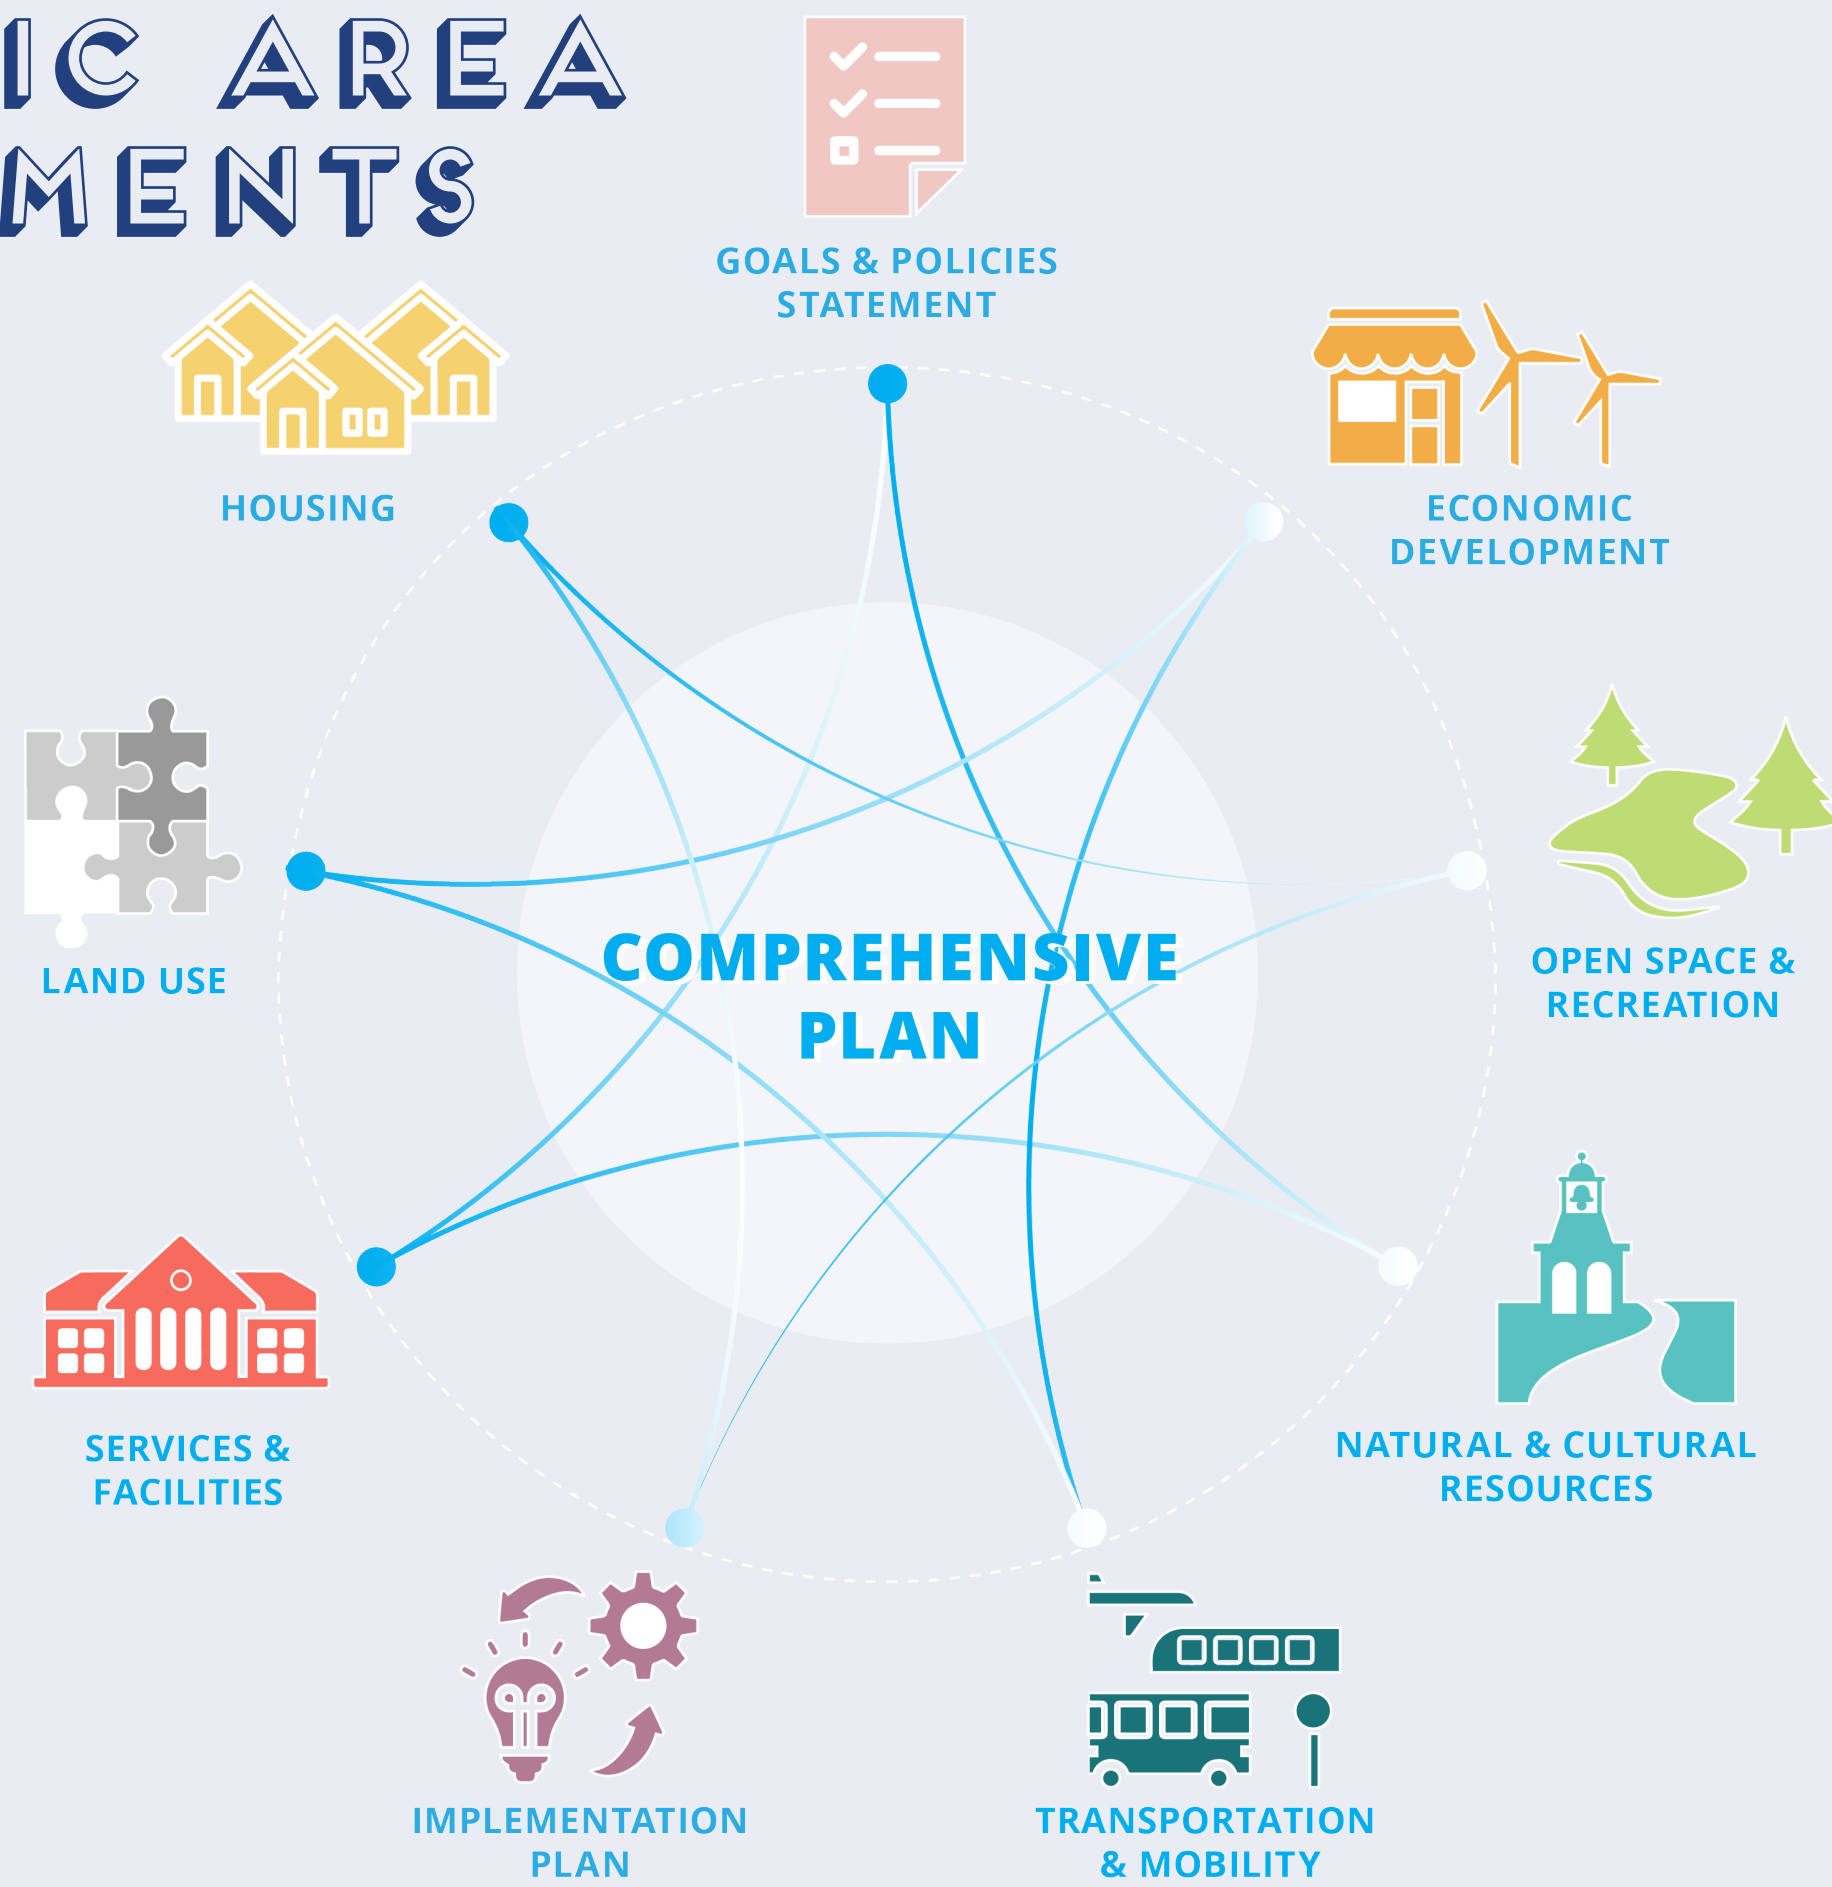 IC AREA
MENTS
GOALS & POLICIES
STATEMENT
HOUSING
ECONOMIC
DEVELOPMENT
LAND USE
OPEN SPACE &
RECREATION
COMPREHENSIVE
PLAN
SERVICES &
FACILITIES
NATURAL & CULTURAL
RESOURCES
IMPLEMENTATION
PLAN
TRANSPORTATION
& MOBILITY